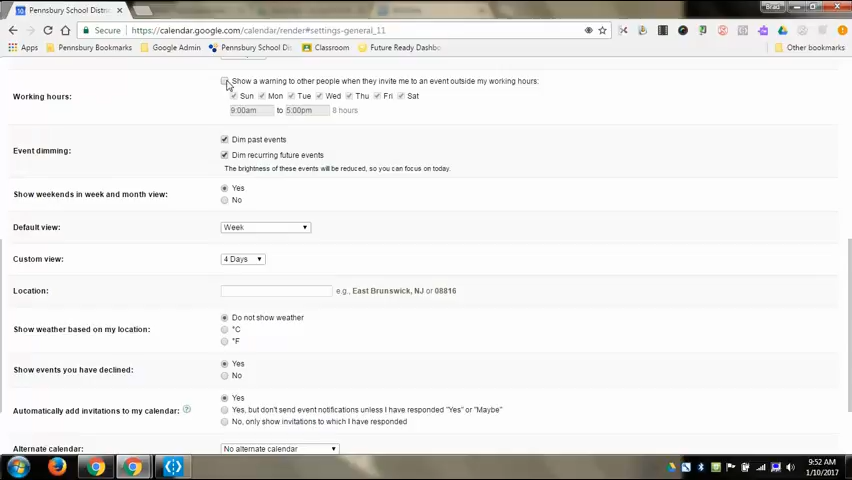 Brad
Pennsbury School Distri
Secure
https://calendar.google.com/calendar/render#settings-general_11
Apps
Pennsbury Bookmarks
Google Admin
Pennsbury School Dis
Classroom
Future Ready Dashbo
Other bookmarks
Working hours:
Show a warning to other people when they invite me to an event outside my working hours:
Sun Mon Tue Wed Thu Fri Sat
9:00am to 5:00pm 8 hours
Event dimming:
Dim past events
Dim recurring future events
The brightness of these events will be reduced, so you can focus on today.
Show weekends in week and month view:
Yes
No
Default view:
Week
Custom view:
4 Days
Location:
e.g., East Brunswick, NJ or 08816
Show weather based on my location:
Do not show weather
°C
°F
Show events you have declined:
Yes
No
Automatically add invitations to my calendar:
Yes
Yes, but don't send event notifications unless I have responded "Yes" or "Maybe"
No, only show invitations to which I have responded
Alternate calendar:
No alternate calendar
9:52 AM
1/10/2017